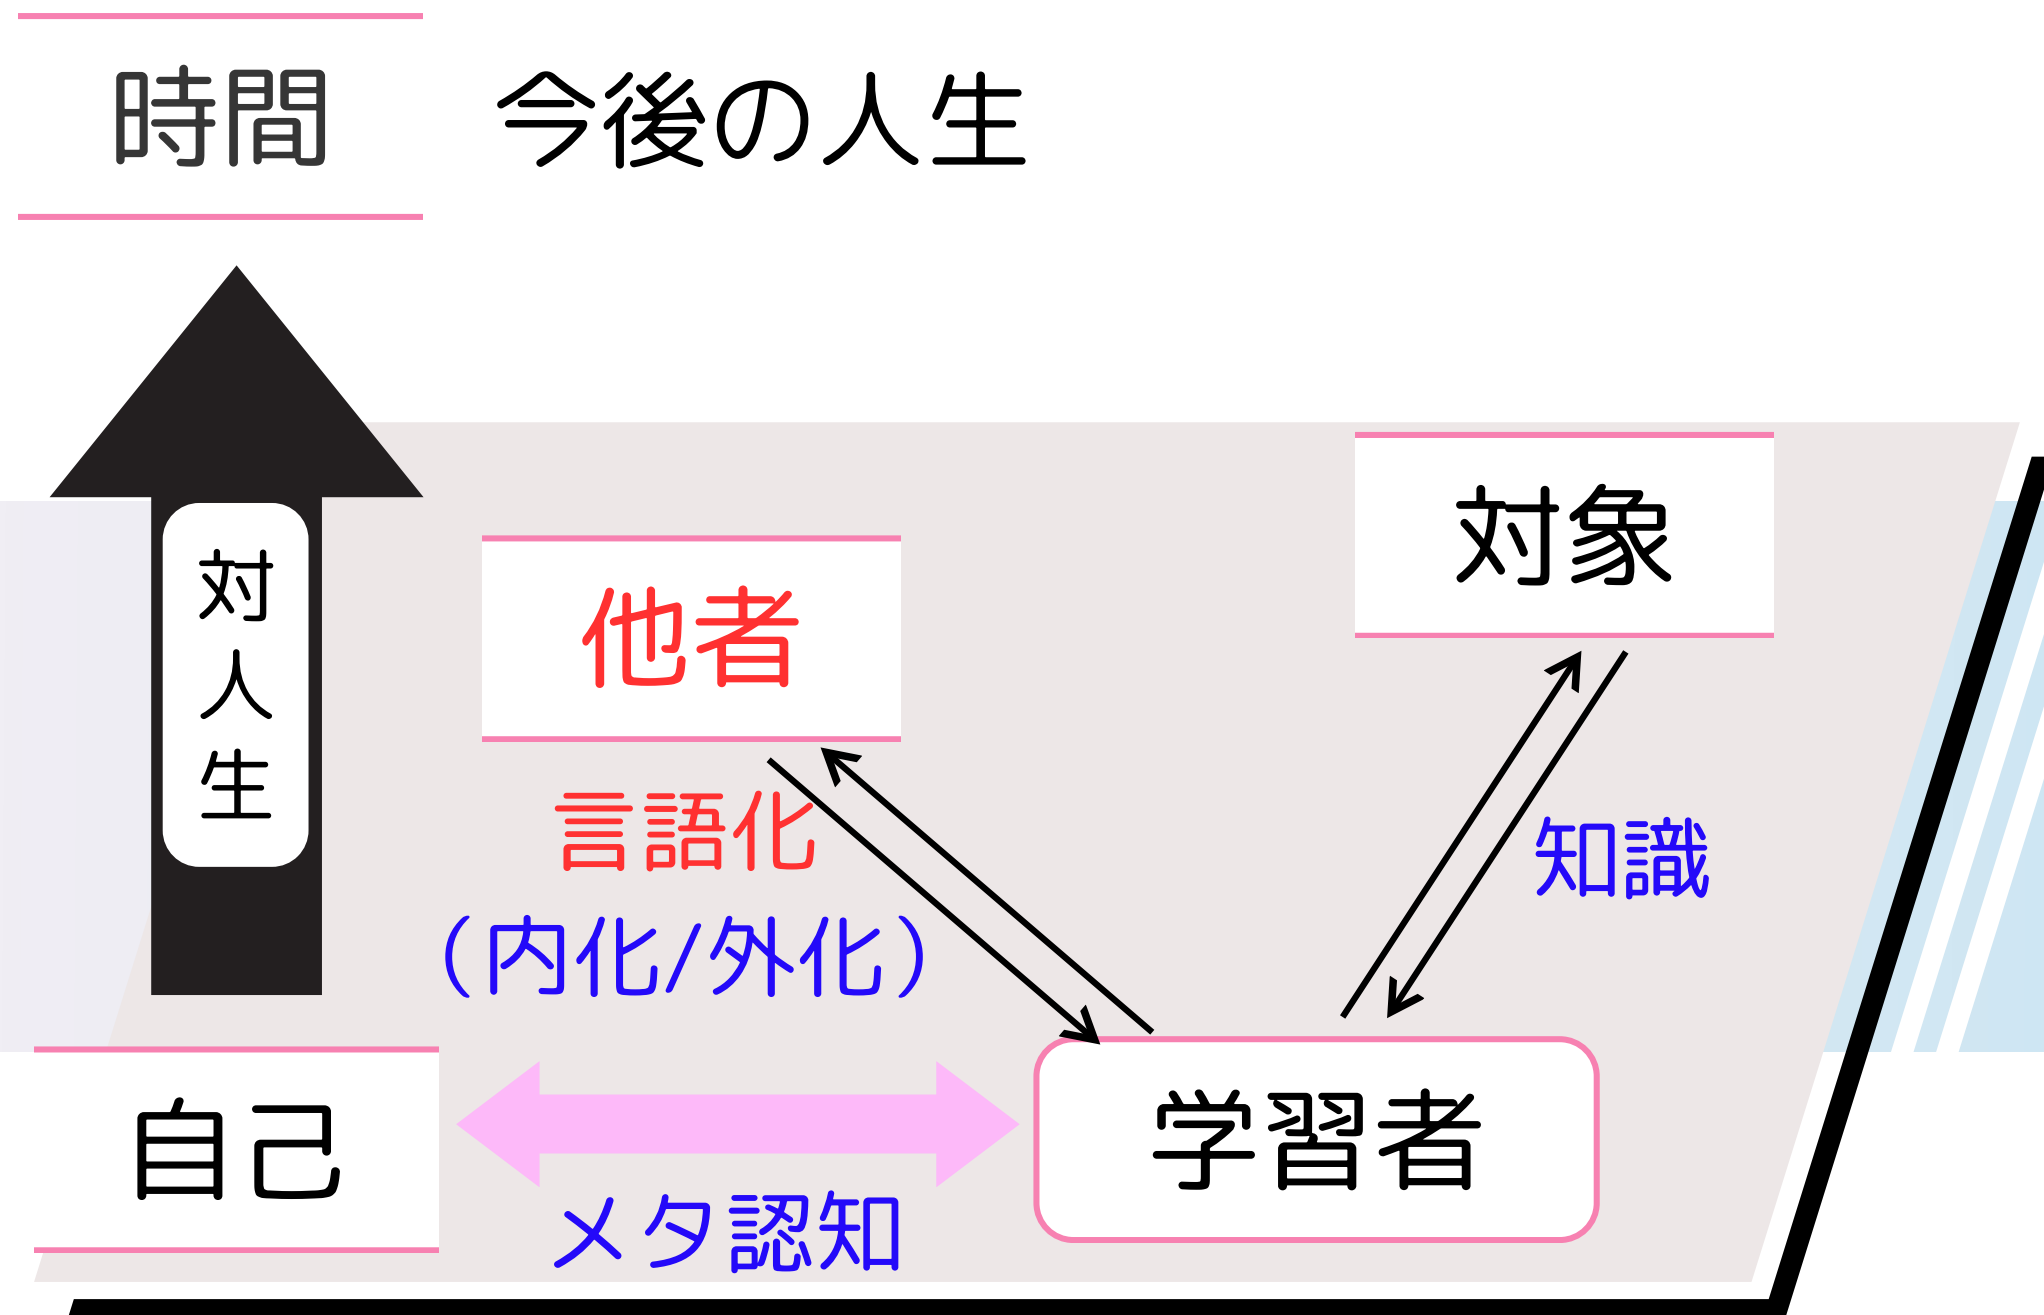 時間
今後の人生
対象
対人生
他者
言語化
(内化/外化)
知識
自己
学習者
メタ認知